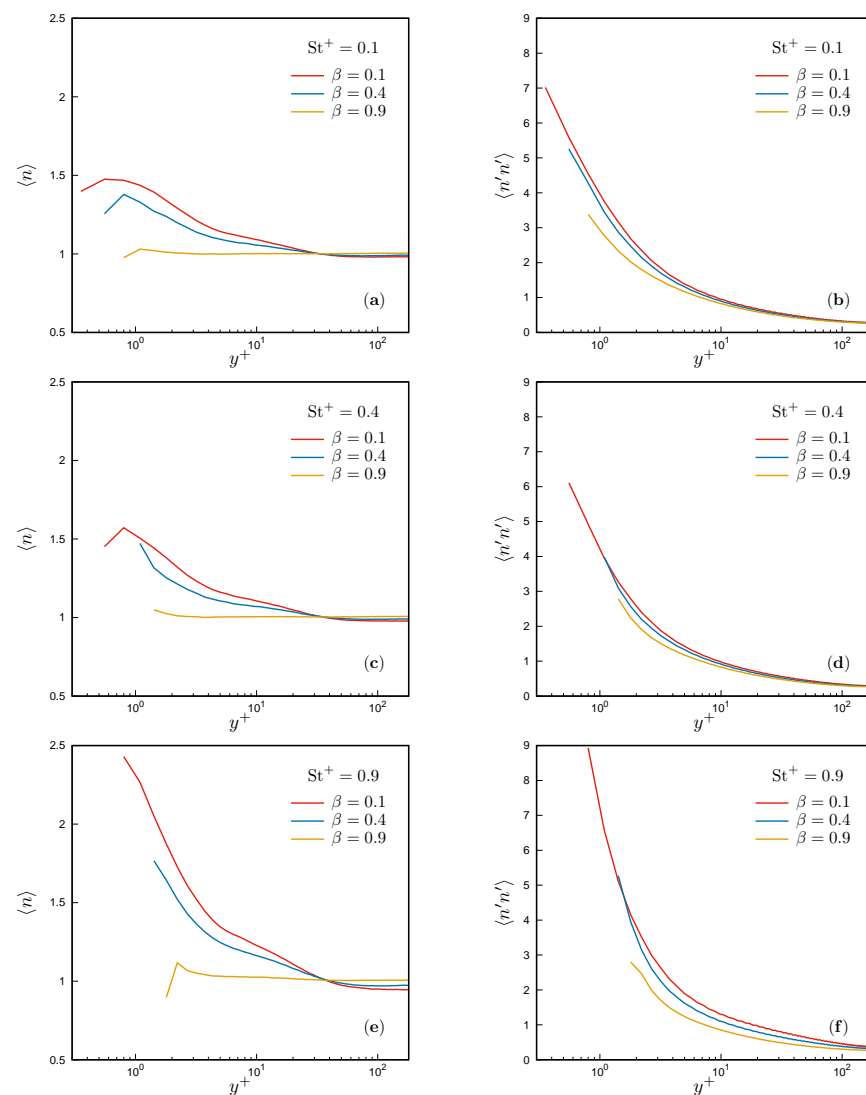 2.5
2
1.5
1
0.5
⟨n⟩
St⁺ = 0.1
β = 0.1
β = 0.4
β = 0.9
(a)
10⁰ 10¹ 10²
y⁺
9
8
7
6
5
4
3
2
1
0
⟨n′n′⟩
St⁺ = 0.1
β = 0.1
β = 0.4
β = 0.9
(b)
10⁰ 10¹ 10²
y⁺
2.5
2
1.5
1
0.5
⟨n⟩
St⁺ = 0.4
β = 0.1
β = 0.4
β = 0.9
(c)
10⁰ 10¹ 10²
y⁺
9
8
7
6
5
4
3
2
1
0
⟨n′n′⟩
St⁺ = 0.4
β = 0.1
β = 0.4
β = 0.9
(d)
10⁰ 10¹ 10²
y⁺
2.5
2
1.5
1
0.5
⟨n⟩
St⁺ = 0.9
β = 0.1
β = 0.4
β = 0.9
(e)
10⁰ 10¹ 10²
y⁺
9
8
7
6
5
4
3
2
1
0
⟨n′n′⟩
St⁺ = 0.9
β = 0.1
β = 0.4
β = 0.9
(f)
10⁰ 10¹ 10²
y⁺